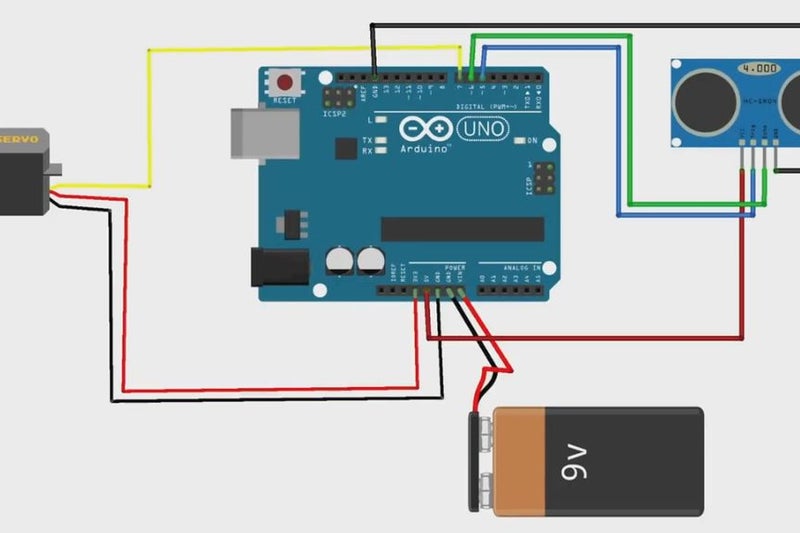 SERVO
RESET
ICSP2
AREF
GND
13
12
~11
~10
~9
8
7
~6
~5
4
~3
2
TX▶1
RX◀0
DIGITAL (PWM~)
L
TX
RX
UNO
Arduino™
ON
ICSP
1
IOREF
RESET
3V3
5V
GND
GND
VIN
POWER
ANALOG IN
A0
A1
A2
A3
A4
A5
4.000
HC-SR04
Trig
Echo
9v